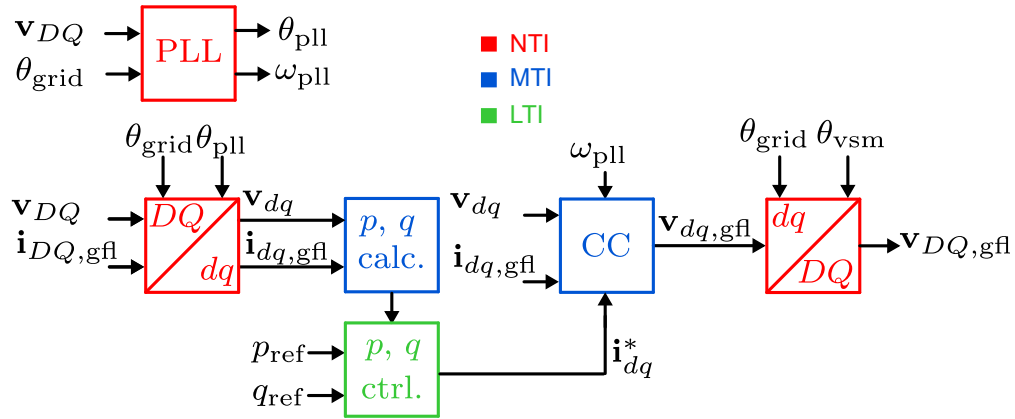 𝐯_DQ
θ_grid
PLL
θ_pll
ω_pll
NTI
MTI
LTI
θ_grid θ_pll
𝐯_DQ
𝐢_DQ,gfl
DQ
dq
𝐯_dq
𝐢_dq,gfl
p, q
calc.
p_ref
q_ref
p, q
ctrl.
𝐢*_dq
ω_pll
𝐯_dq
𝐢_dq,gfl
CC
𝐯_dq,gfl
θ_grid θ_vsm
dq
DQ
𝐯_DQ,gfl